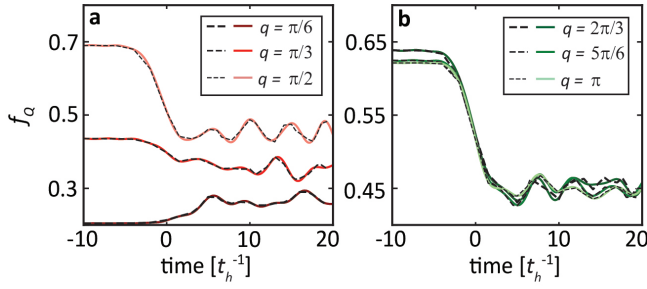 a
q = π/6
q = π/3
q = π/2
0.7
0.5
0.3
f_Q
-10
0
10
20
time [t_h^-1]
b
q = 2π/3
q = 5π/6
q = π
0.65
0.55
0.45
-10
0
10
20
time [t_h^-1]